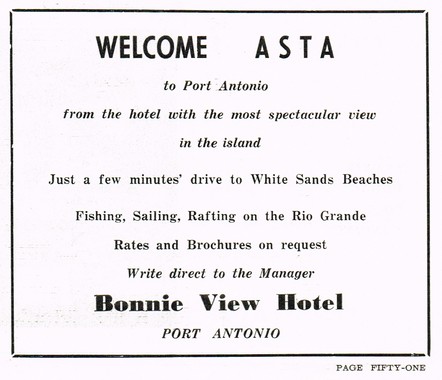 WELCOME ASTA
to Port Antonio
from the hotel with the most spectacular view
in the island
Just a few minutes' drive to White Sands Beaches
Fishing, Sailing, Rafting on the Rio Grande
Rates and Brochures on request
Write direct to the Manager
Bonnie View Hotel
PORT ANTONIO
PAGE FIFTY-ONE